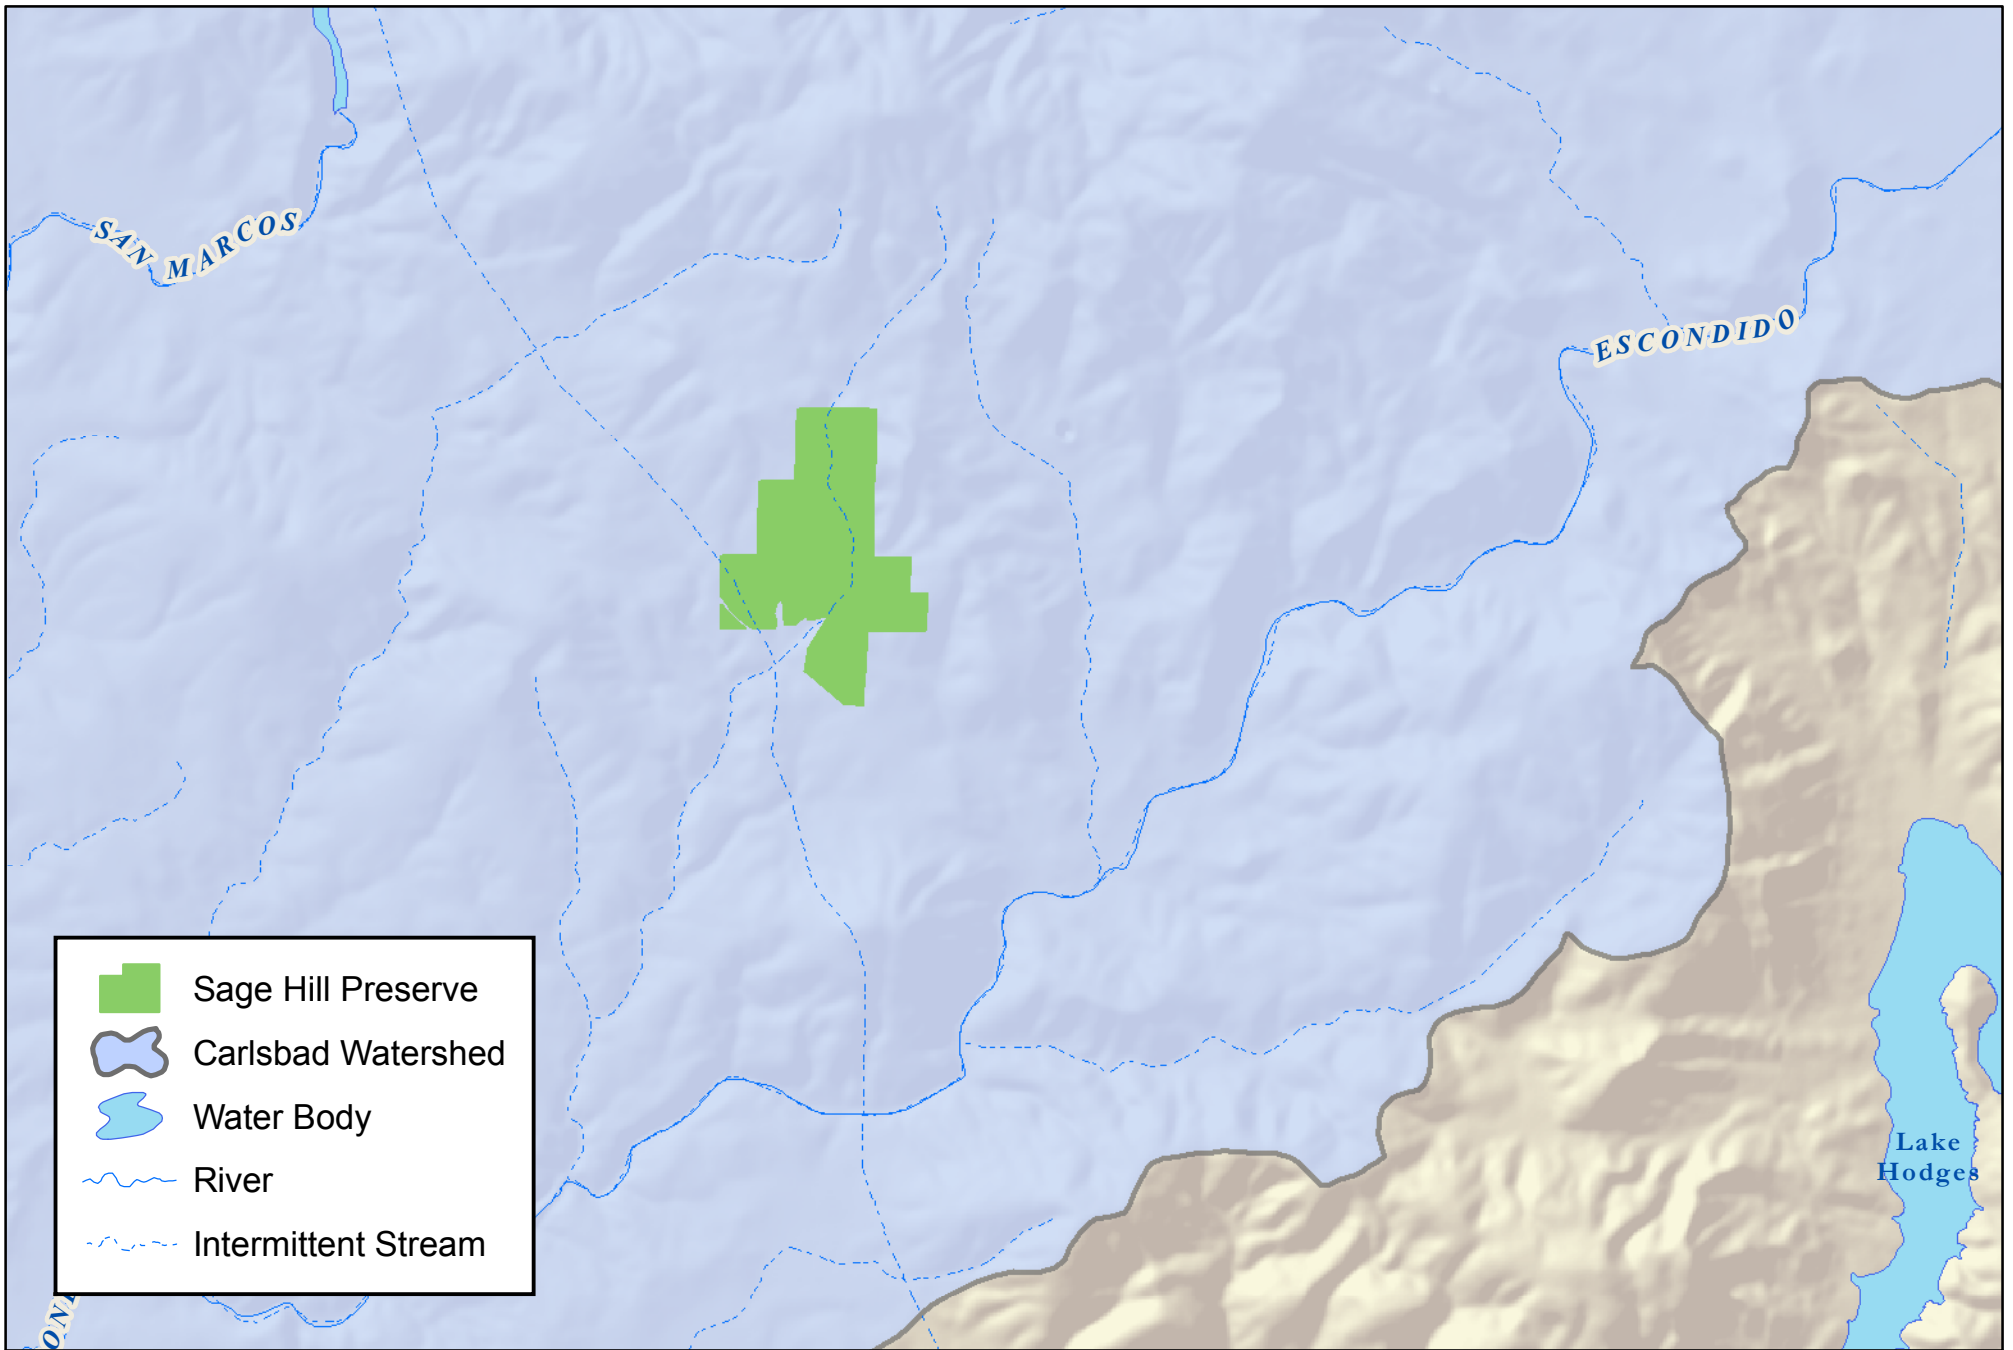 SAN MARCOS
ESCONDIDO
Sage Hill Preserve
Carlsbad Watershed
Water Body
River
Intermittent Stream
Lake
Hodges